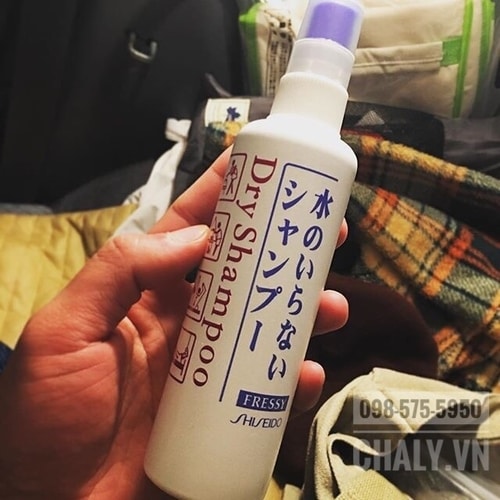 水のいらない
シャンプー
Dry Shampoo
FRESSY
SHISEIDO
098-575-5950
CHALY.VN